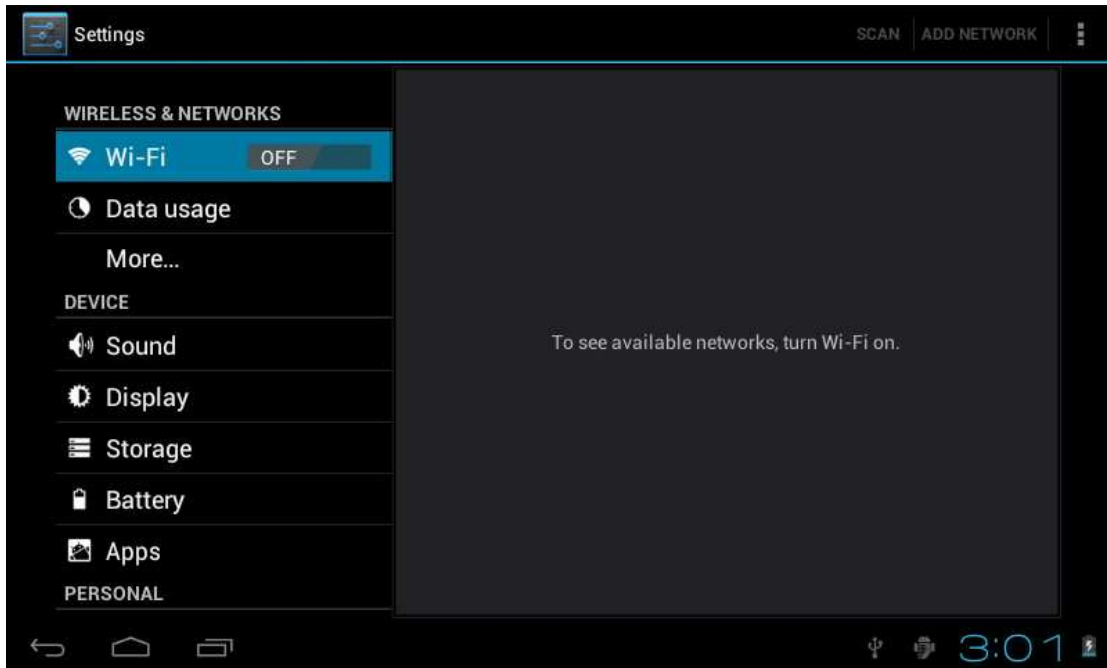 Settings
SCAN ADD NETWORK
WIRELESS & NETWORKS
Wi-Fi OFF
Data usage
More...
DEVICE
Sound
To see available networks, turn Wi-Fi on.
Display
Storage
Battery
Apps
PERSONAL
3:01